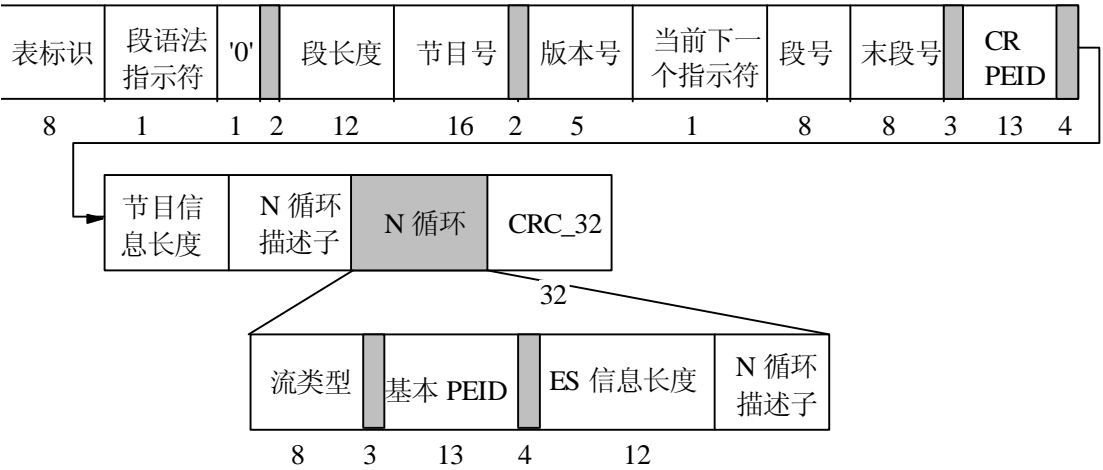 表标识
段语法
指示符
'0'
段长度
节目号
版本号
当前下一
个指示符
段号
末段号
CR
PEID
8 1 1 2 12 16 2 5 1 8 8 3 13 4
节目信
息长度
N 循环
描述子
N 循环
CRC_32
32
流类型
基本 PEID
ES 信息长度
N 循环
描述子
8 3 13 4 12